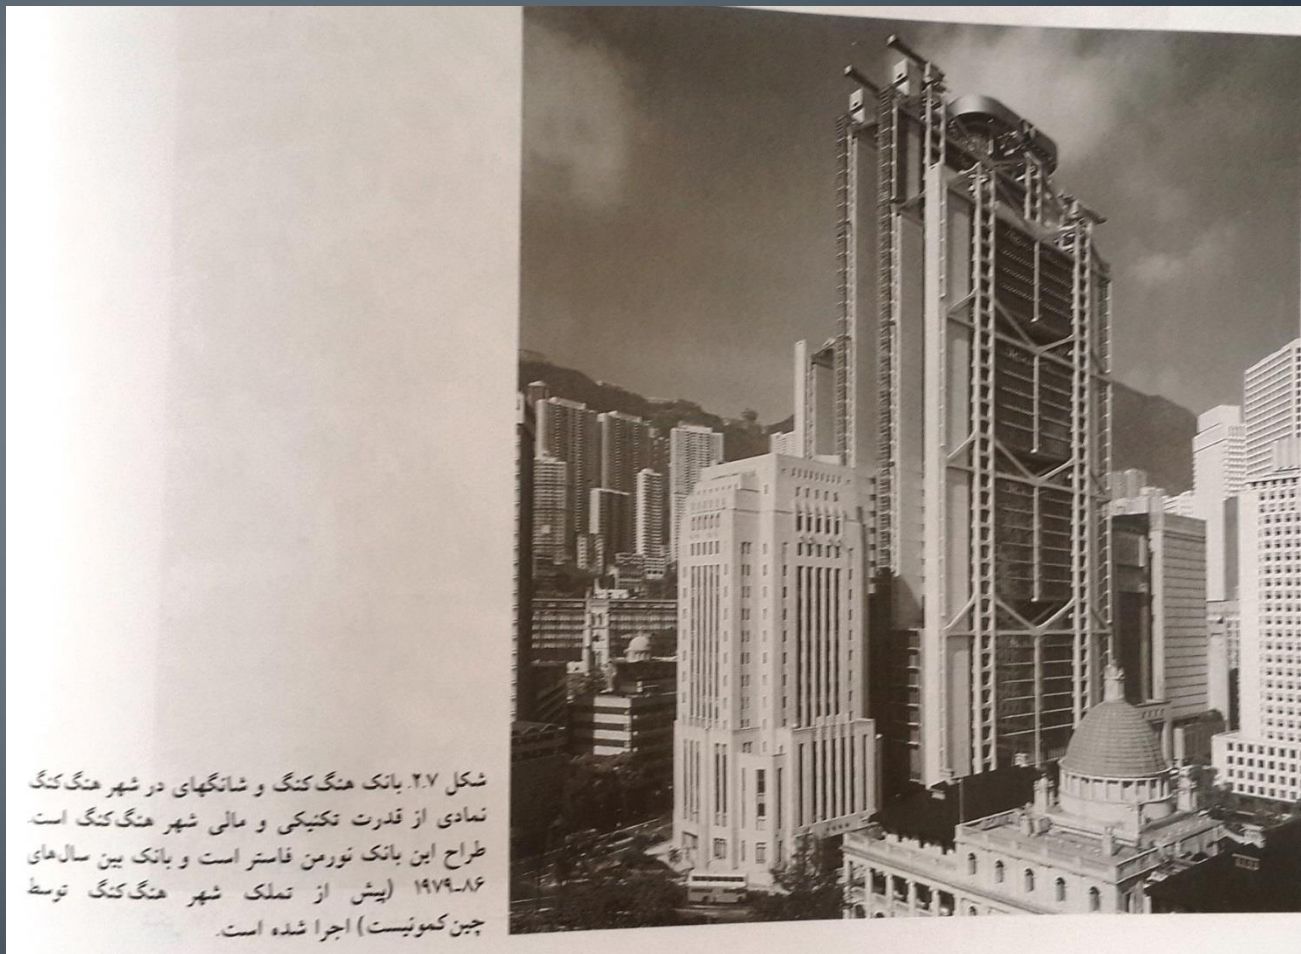 شکل ۲.۷. بانک هنگ‌کنگ و شانگهای در شهر هنگ‌کنگ
نمادی از قدرت تکنیکی و مالی شهر هنگ‌کنگ است.
طراح این بانک نورمن فاستر است و بانک بین سال‌های
۱۹۷۹-۸۶ (پیش از تملک شهر هنگ‌کنگ توسط
چین کمونیست) اجرا شده است.